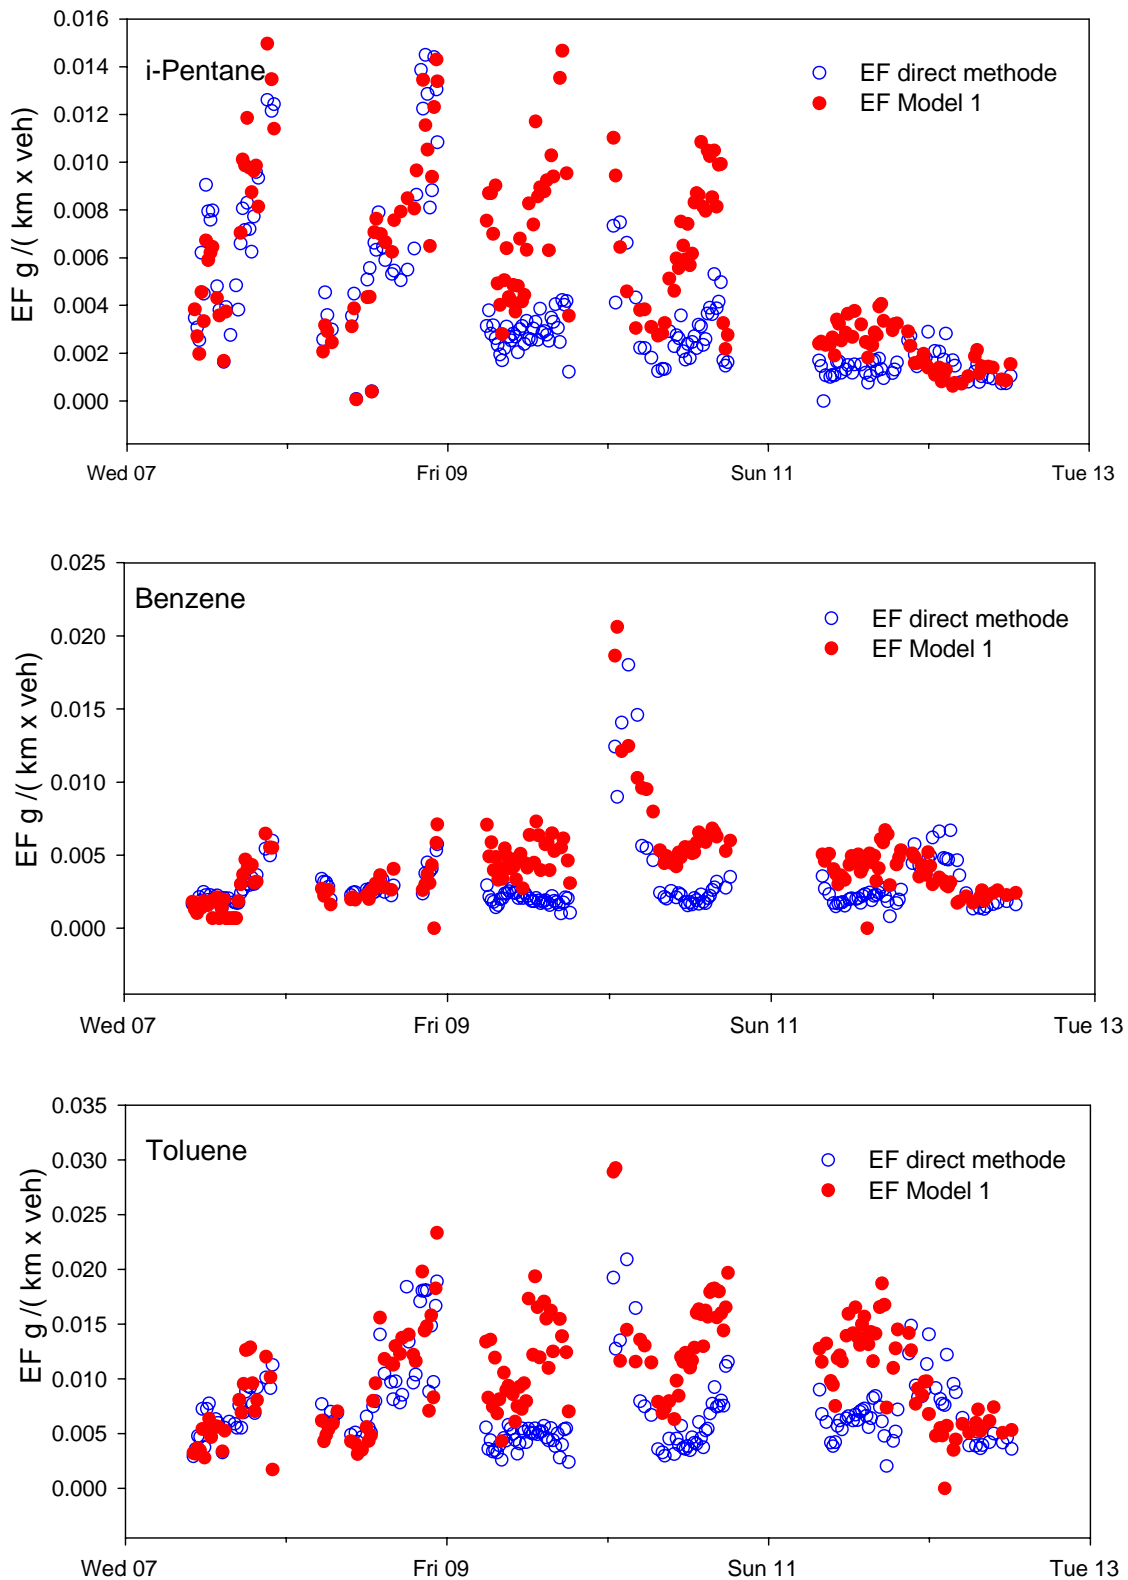 0.016
i-Pentane
EF direct methode
EF Model 1
0.014
0.012
0.010
0.008
0.006
0.004
0.002
0.000
EF g /( km x veh)
Wed 07 Fri 09 Sun 11 Tue 13
0.025
Benzene
EF direct methode
EF Model 1
0.020
0.015
0.010
0.005
0.000
EF g /( km x veh)
Wed 07 Fri 09 Sun 11 Tue 13
0.035
Toluene
EF direct methode
EF Model 1
0.030
0.025
0.020
0.015
0.010
0.005
0.000
EF g /( km x veh)
Wed 07 Fri 09 Sun 11 Tue 13